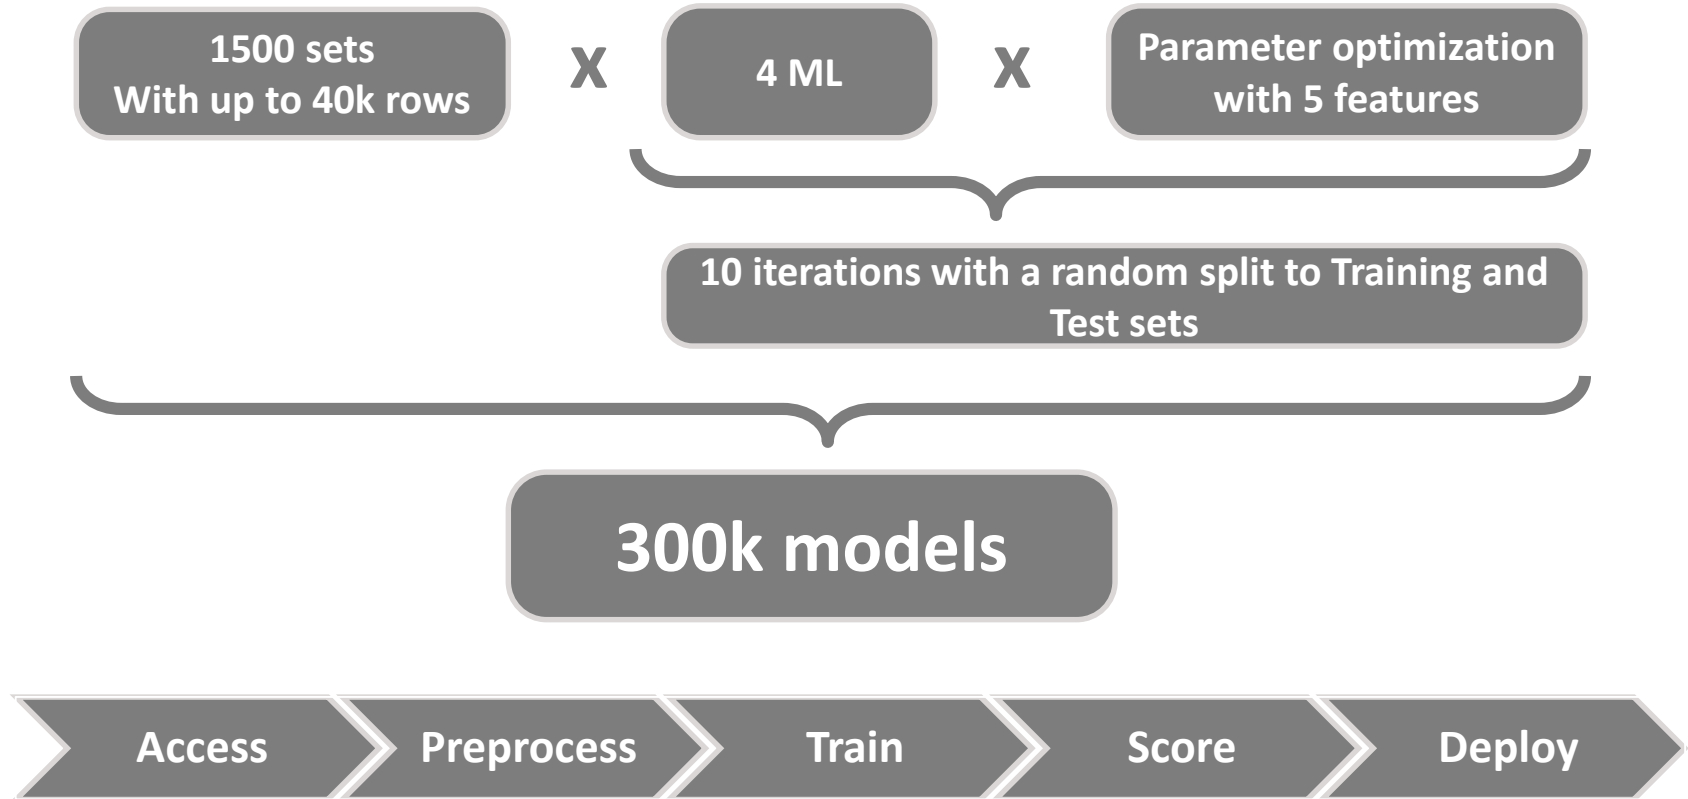 1500 sets
With up to 40k rows
X
4 ML
X
Parameter optimization
with 5 features
10 iterations with a random split to Training and
Test sets
300k models
Access
Preprocess
Train
Score
Deploy